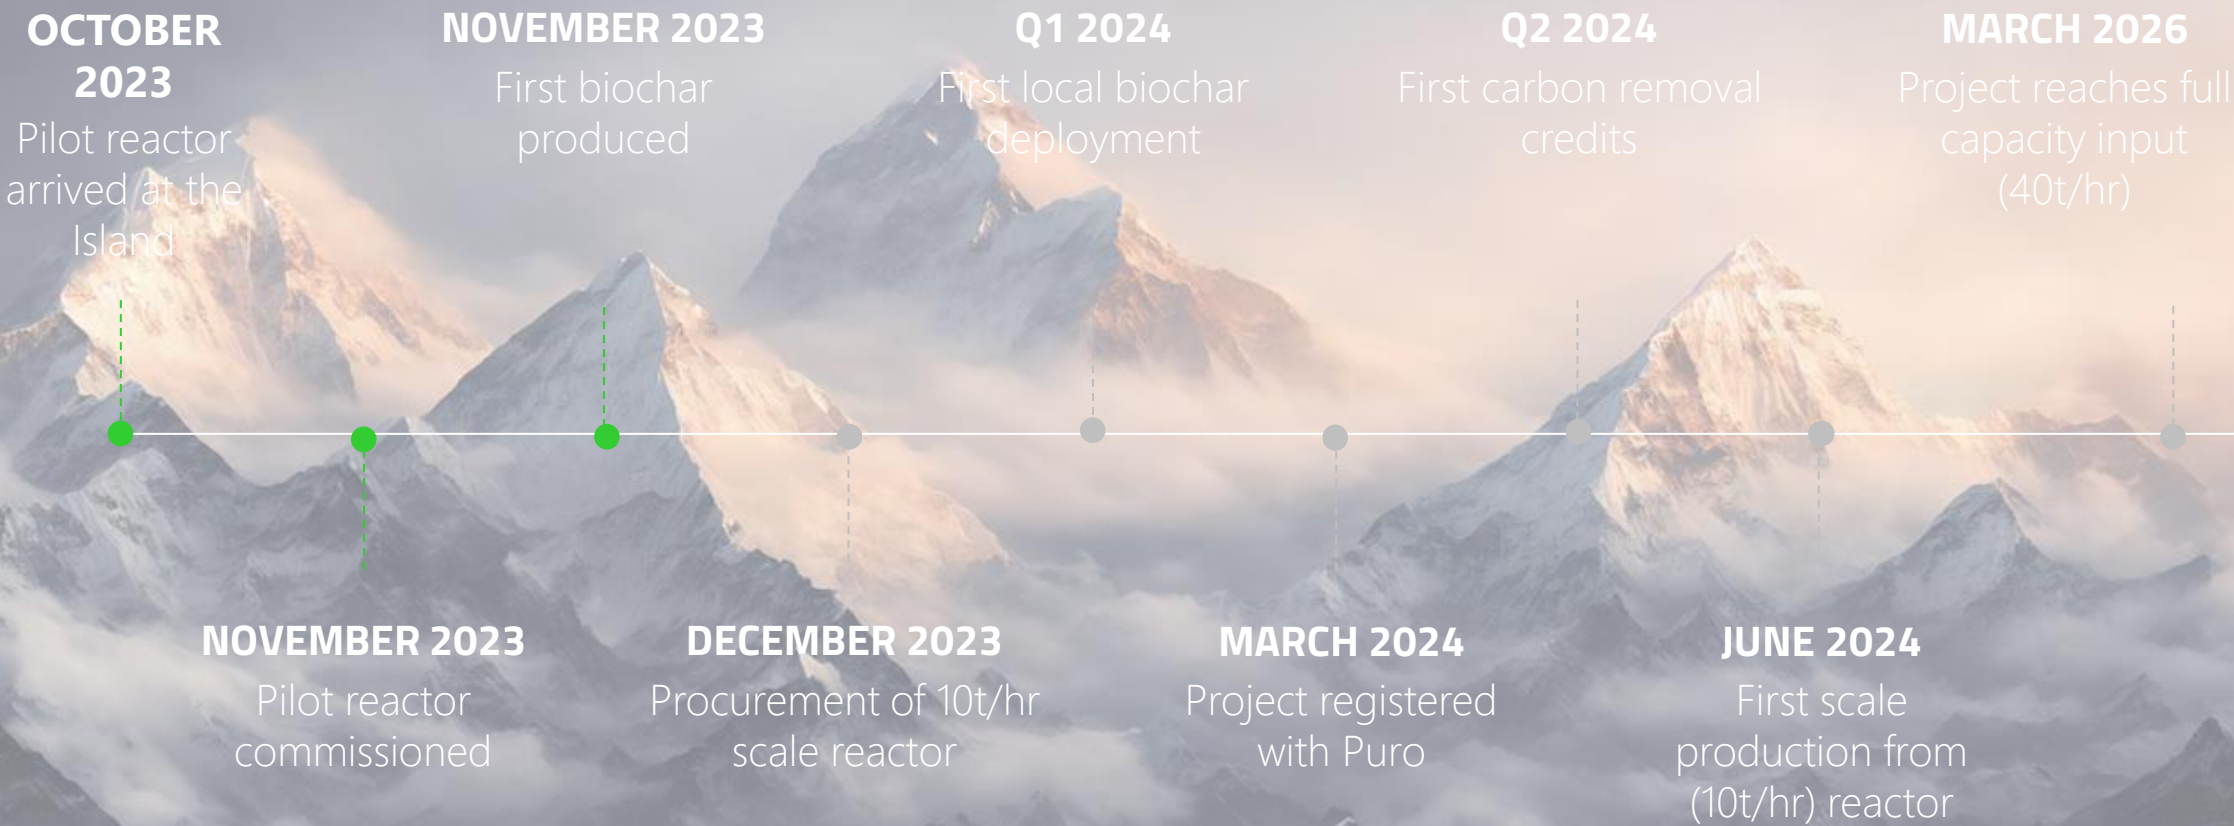 OCTOBER
2023
Pilot reactor
arrived at the
Island
NOVEMBER 2023
Pilot reactor
commissioned
NOVEMBER 2023
First biochar
produced
DECEMBER 2023
Procurement of 10t/hr
scale reactor
Q1 2024
First local biochar
deployment
MARCH 2024
Project registered
with Puro
Q2 2024
First carbon removal
credits
JUNE 2024
First scale
production from
(10t/hr) reactor
MARCH 2026
Project reaches full
capacity input
(40t/hr)